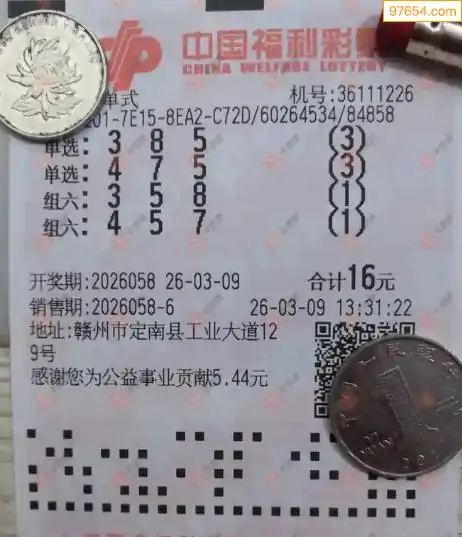 97654.com
中国福利彩
CHINA WELFARE LOTTERY
单式 机号:36111226
01-7E15-8EA2-C72D/60264534/84858
单选: 3 8 5 (3)
单选: 4 7 5 (3)
组六: 3 5 8 (1)
组六: 4 5 7 (1)
开奖期:2026058 26-03-09 合计16元
销售期:2026058-6 26-03-09 13:31:22
地址:赣州市定南县工业大道12
9号
感谢您为公益事业贡献5.44元